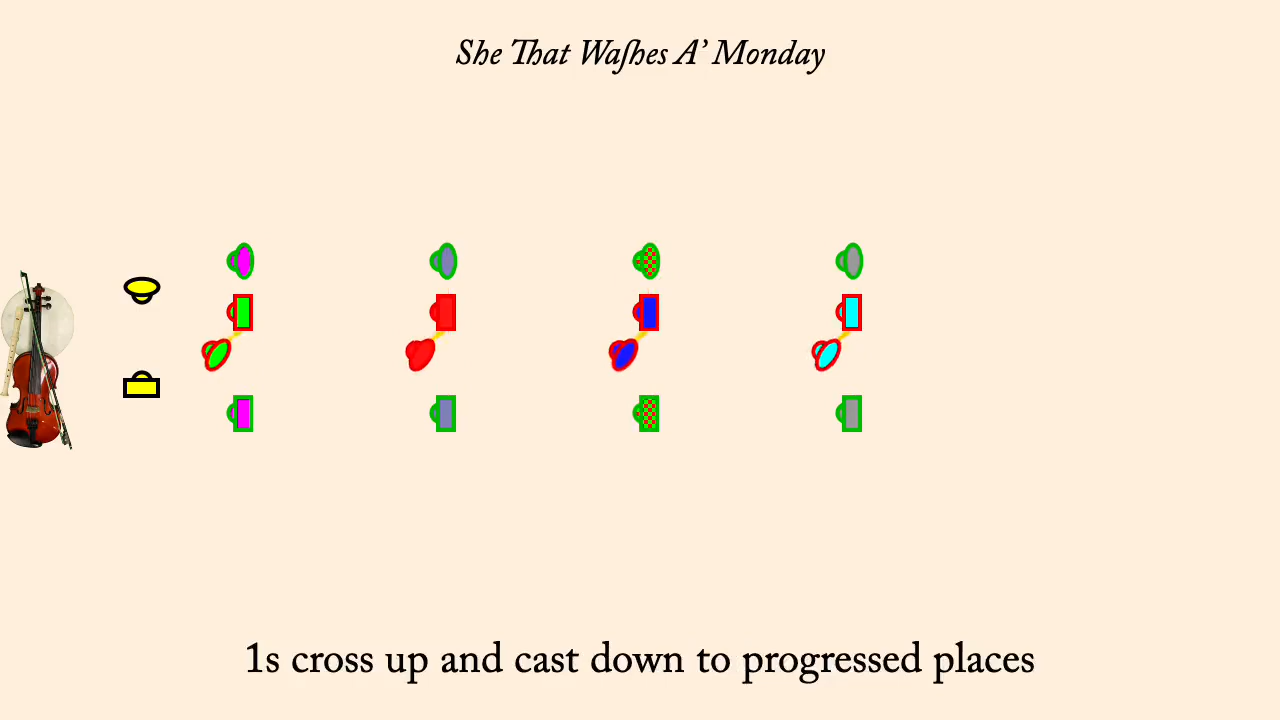 She That Waſhes A’ Monday
1s cross up and cast down to progressed places